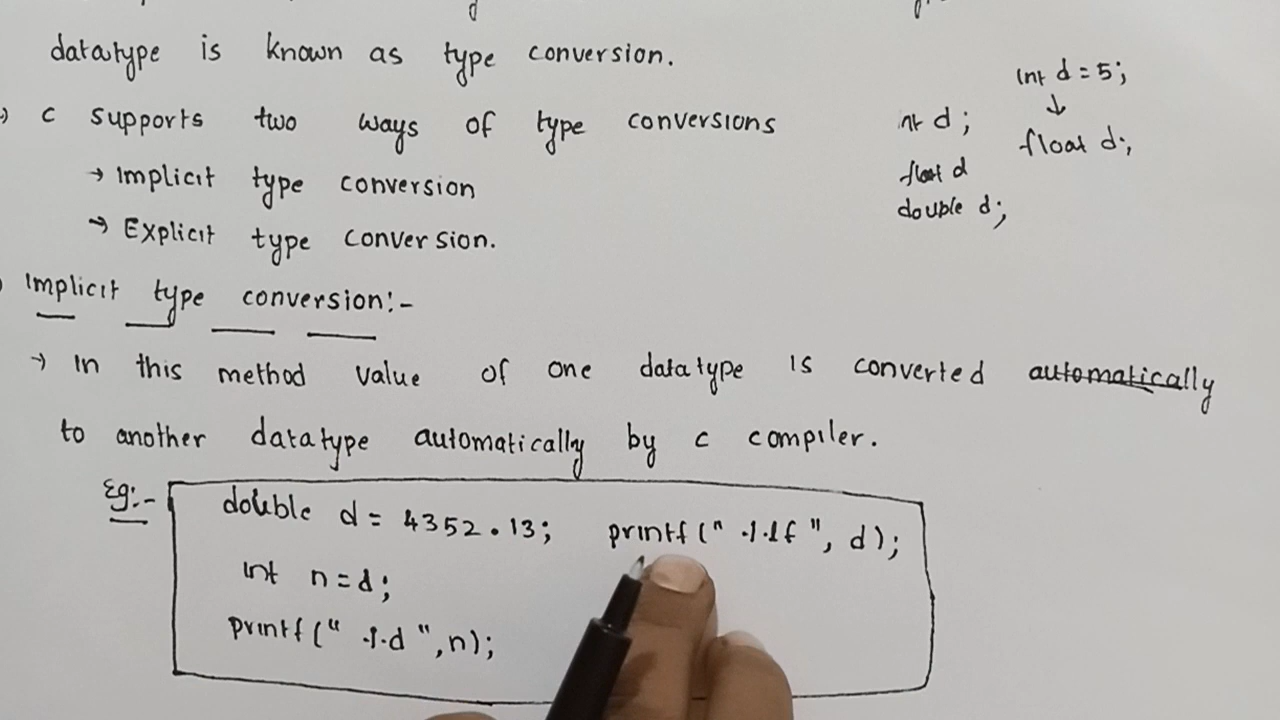 datatype is known as type conversion.
→ c supports two ways of type conversions
→ Implicit type conversion
→ Explicit type conversion.
int d = 5;
↓
float d;
int d;
float d
double d;
Implicit type conversion:-
→ In this method value of one datatype is converted automatically
to another datatype automatically by c compiler.
Eg:- double d = 4352.13; printf(" %lf ", d);
int n = d;
printf(" %d ", n);